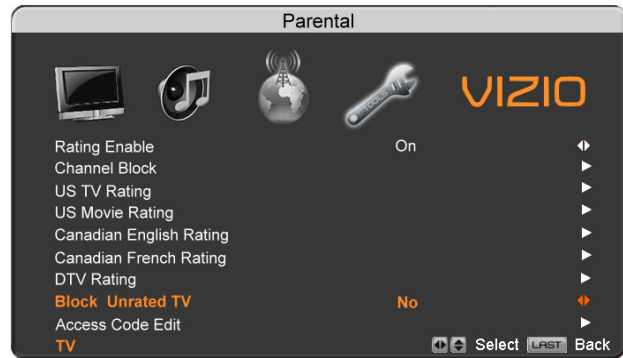 Parental
TOOLS
VIZIO
Rating Enable On
Channel Block
US TV Rating
US Movie Rating
Canadian English Rating
Canadian French Rating
DTV Rating
Block Unrated TV No
Access Code Edit
TV Select LAST Back